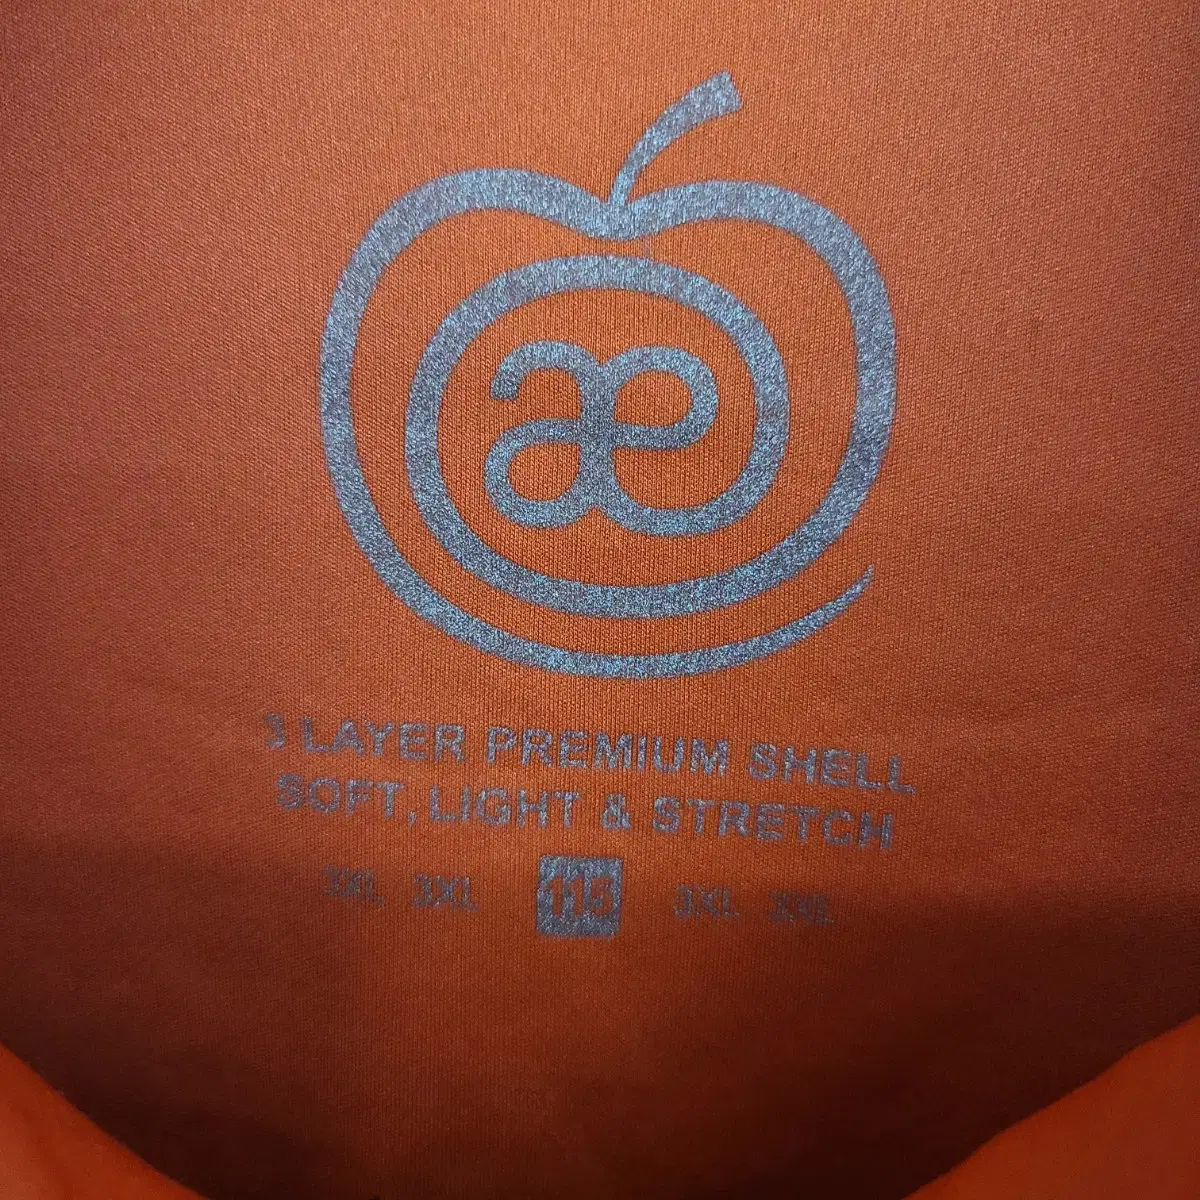 æ
3 LAYER PREMIUM SHELL
SOFT, LIGHT & STRETCH
3XL 3XL 115 3XL 3XL